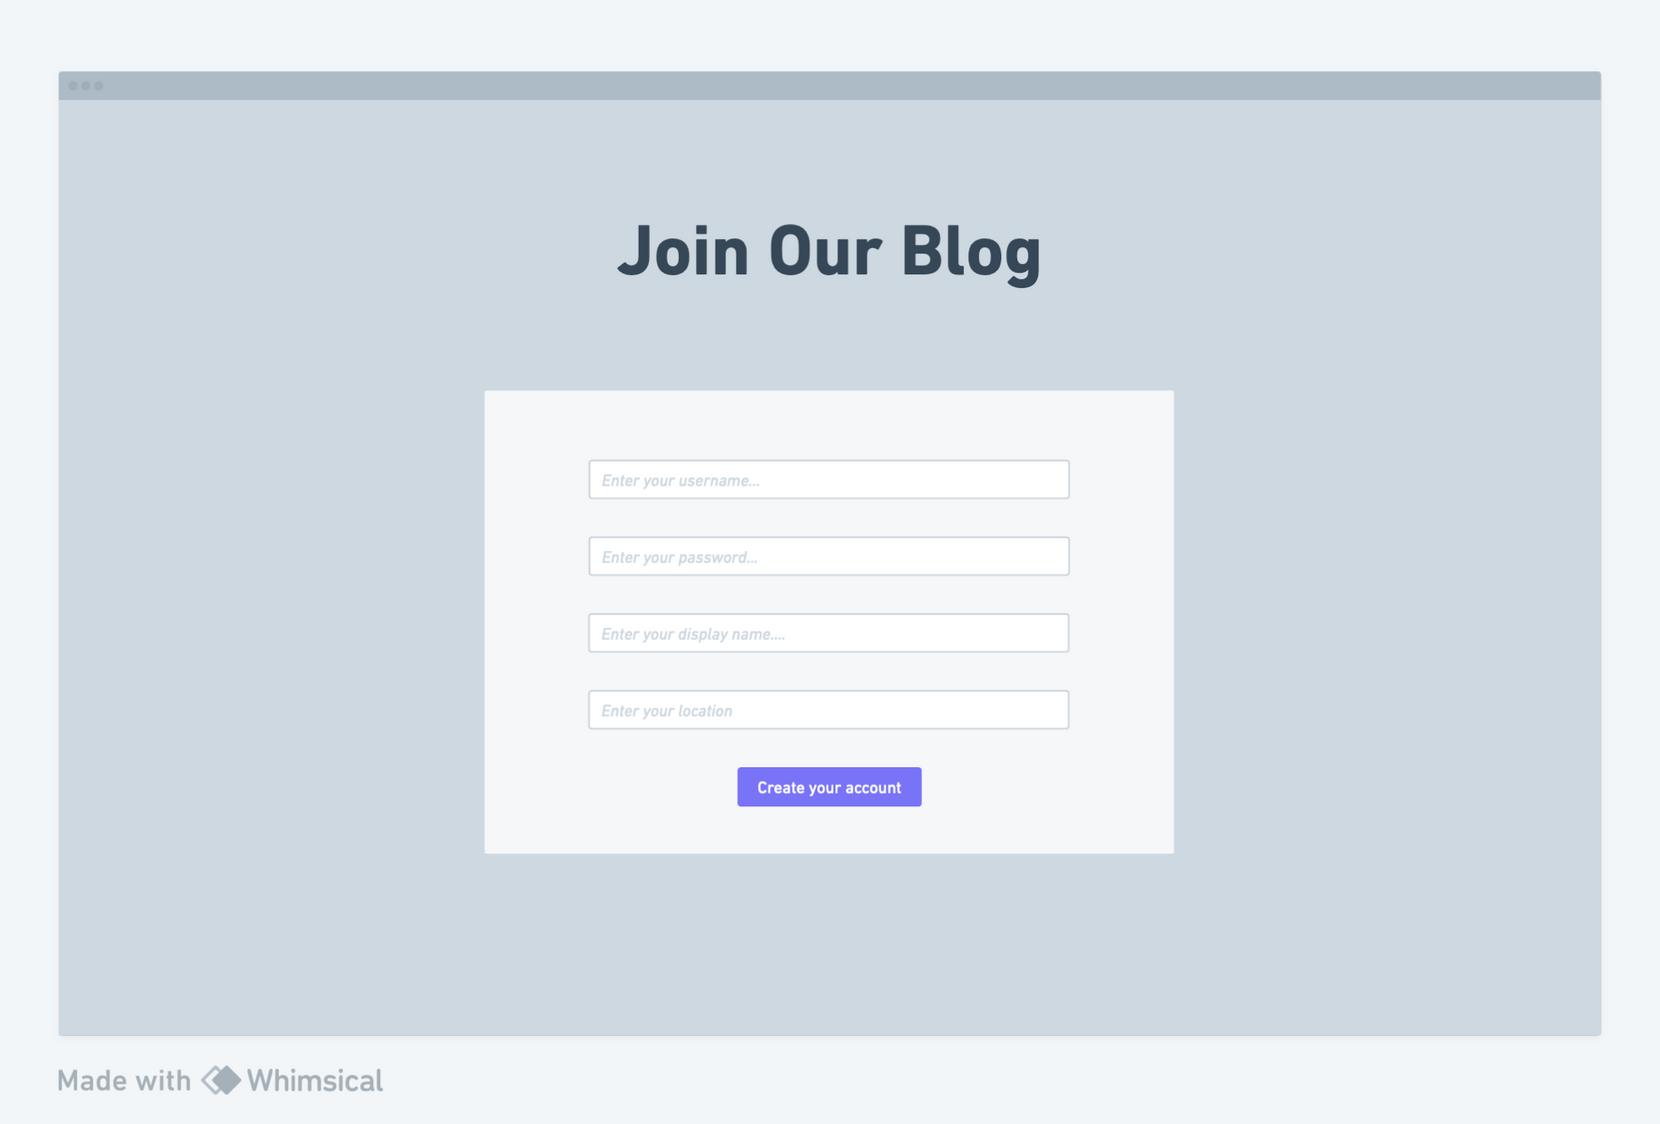 Join Our Blog
Enter your username...
Enter your password...
Enter your display name....
Enter your location
Create your account
Made with Whimsical